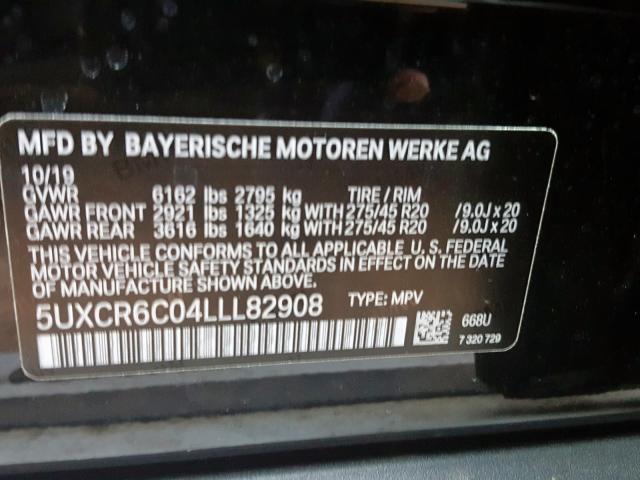 MFD BY BAYERISCHE MOTOREN WERKE AG
10/19
GVWR 6162 lbs 2795 kg TIRE / RIM
GAWR FRONT 2921 lbs 1325 kg WITH 275/45 R20 /9.0J x 20
GAWR REAR 3616 lbs 1640 kg WITH 275/45 R20 /9.0J x 20
THIS VEHICLE CONFORMS TO ALL APPLICABLE U. S. FEDERAL
MOTOR VEHICLE SAFETY STANDARDS IN EFFECT ON THE DATE
OF MANUFACTURE SHOWN ABOVE.
5UXCR6C04LLL82908 TYPE: MPV
668U
7 320 729